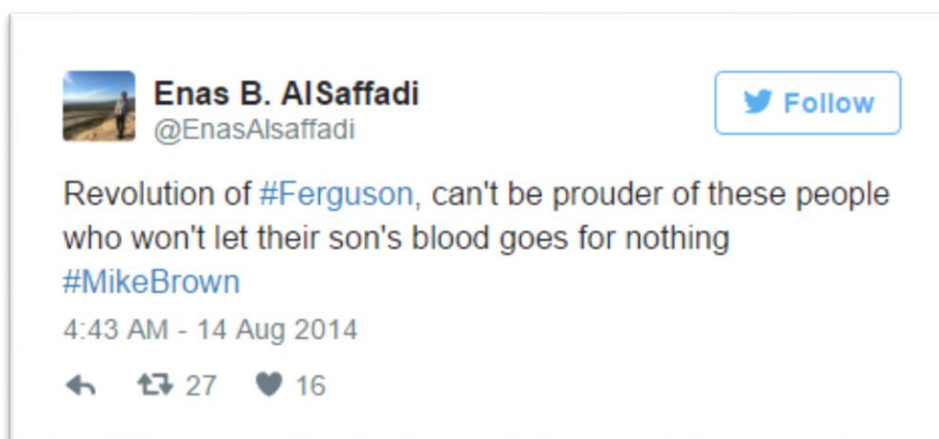 Enas B. AlSaffadi
@EnasAlsaffadi
Follow
Revolution of #Ferguson, can't be prouder of these people
who won't let their son's blood goes for nothing
#MikeBrown
4:43 AM - 14 Aug 2014
27 16